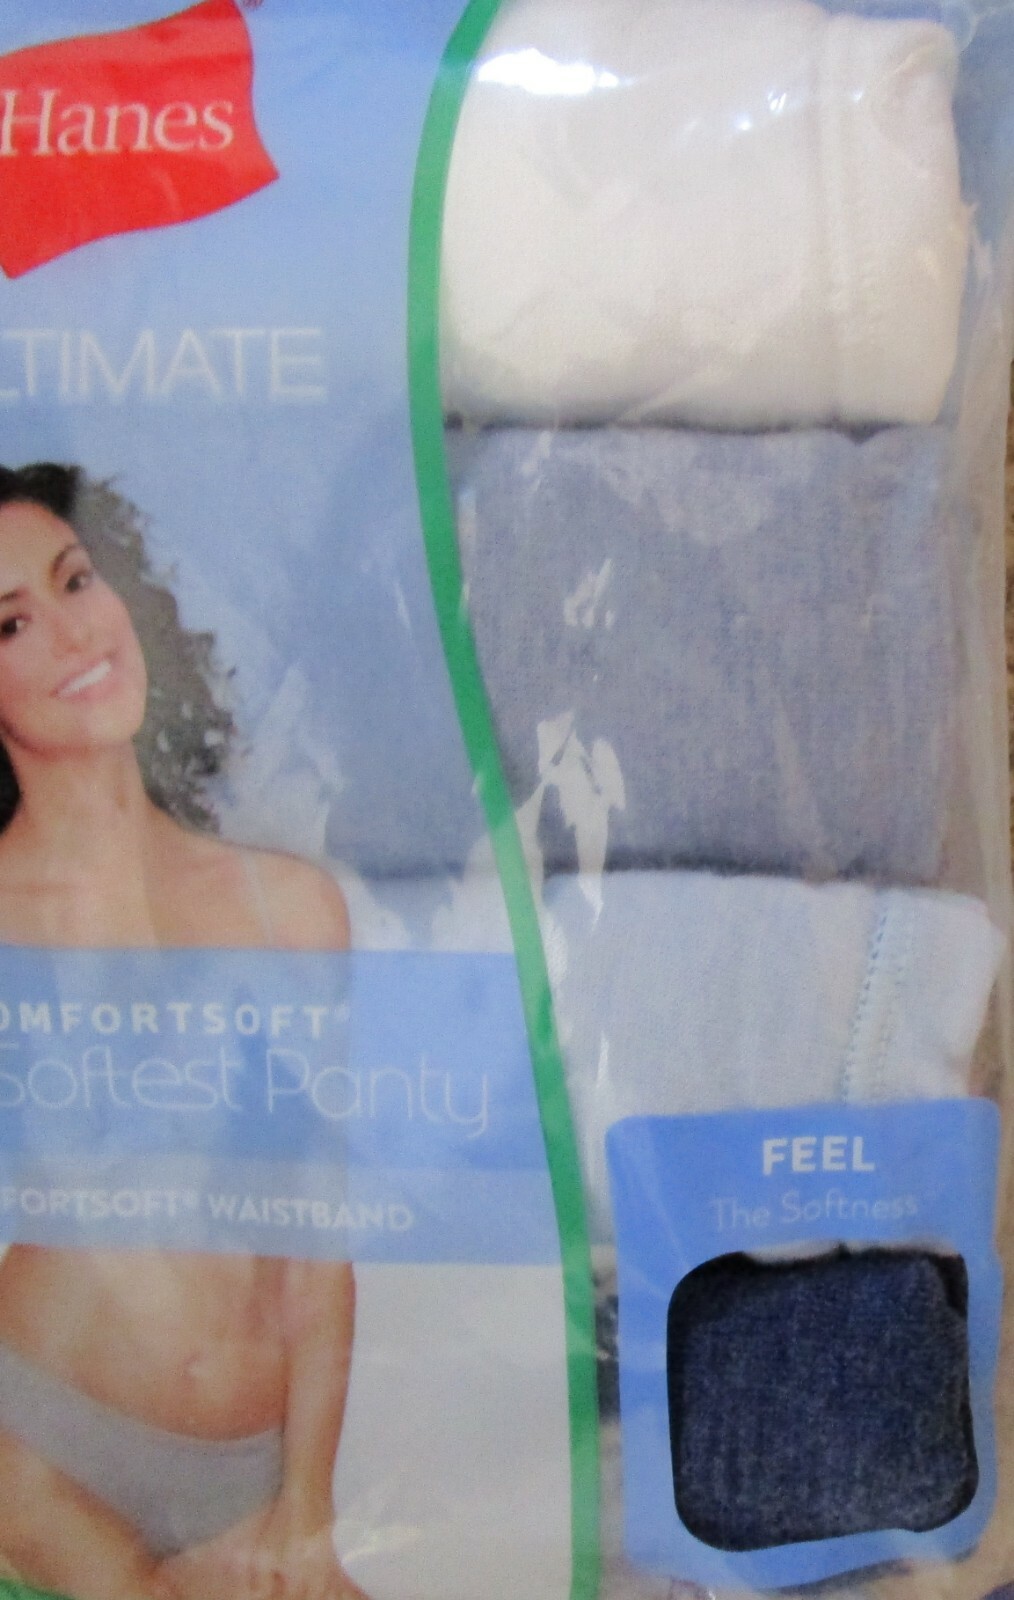 Hanes
LTIMATE
OMFORTSOFT®
Softest Panty
FORTSOFT® WAISTBAND
FEEL
The Softness